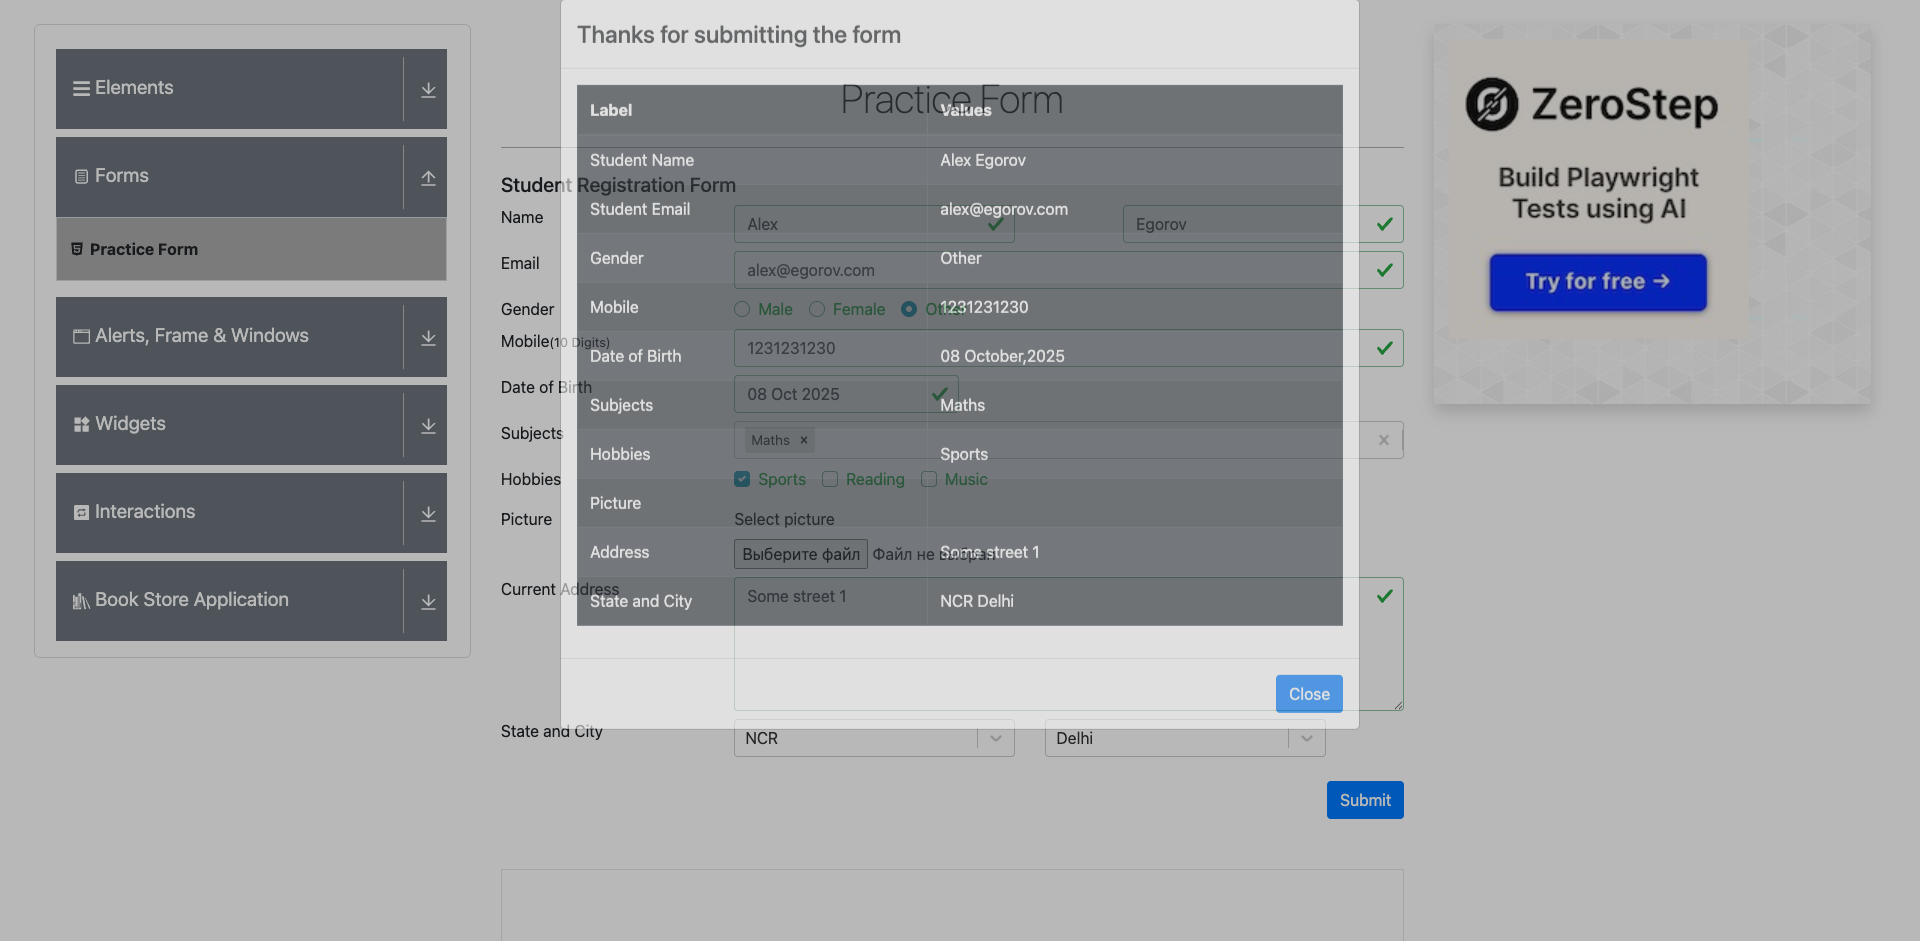 Elements
Forms
Practice Form
Alerts, Frame & Windows
Widgets
Interactions
Book Store Application
Thanks for submitting the form
Label Values
Student Name Alex Egorov
Student Email alex@egorov.com
Gender Other
Mobile 1231231230
Date of Birth 08 October,2025
Subjects Maths
Hobbies Sports
Picture
Address Some street 1
State and City NCR Delhi
Close
Practice Form
Student Registration Form
Name Alex Egorov
Email alex@egorov.com
Gender Male Female Other
Mobile(10 Digits) 1231231230
Date of Birth 08 Oct 2025
Subjects Maths
Hobbies Sports Reading Music
Picture Select picture
Выберите файл Файл не выбран
Current Address Some street 1
State and City NCR Delhi
Submit
ZeroStep
Build Playwright
Tests using AI
Try for free →